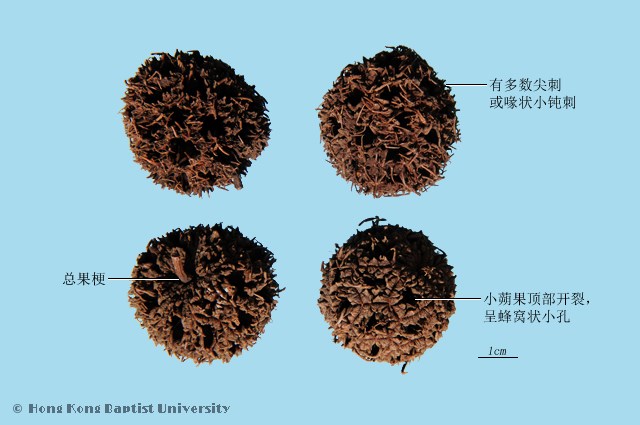 有多数尖刺
或喙状小钝刺
总果梗
小蒴果顶部开裂,
呈蜂窝状小孔
1cm
© Hong Kong Baptist University